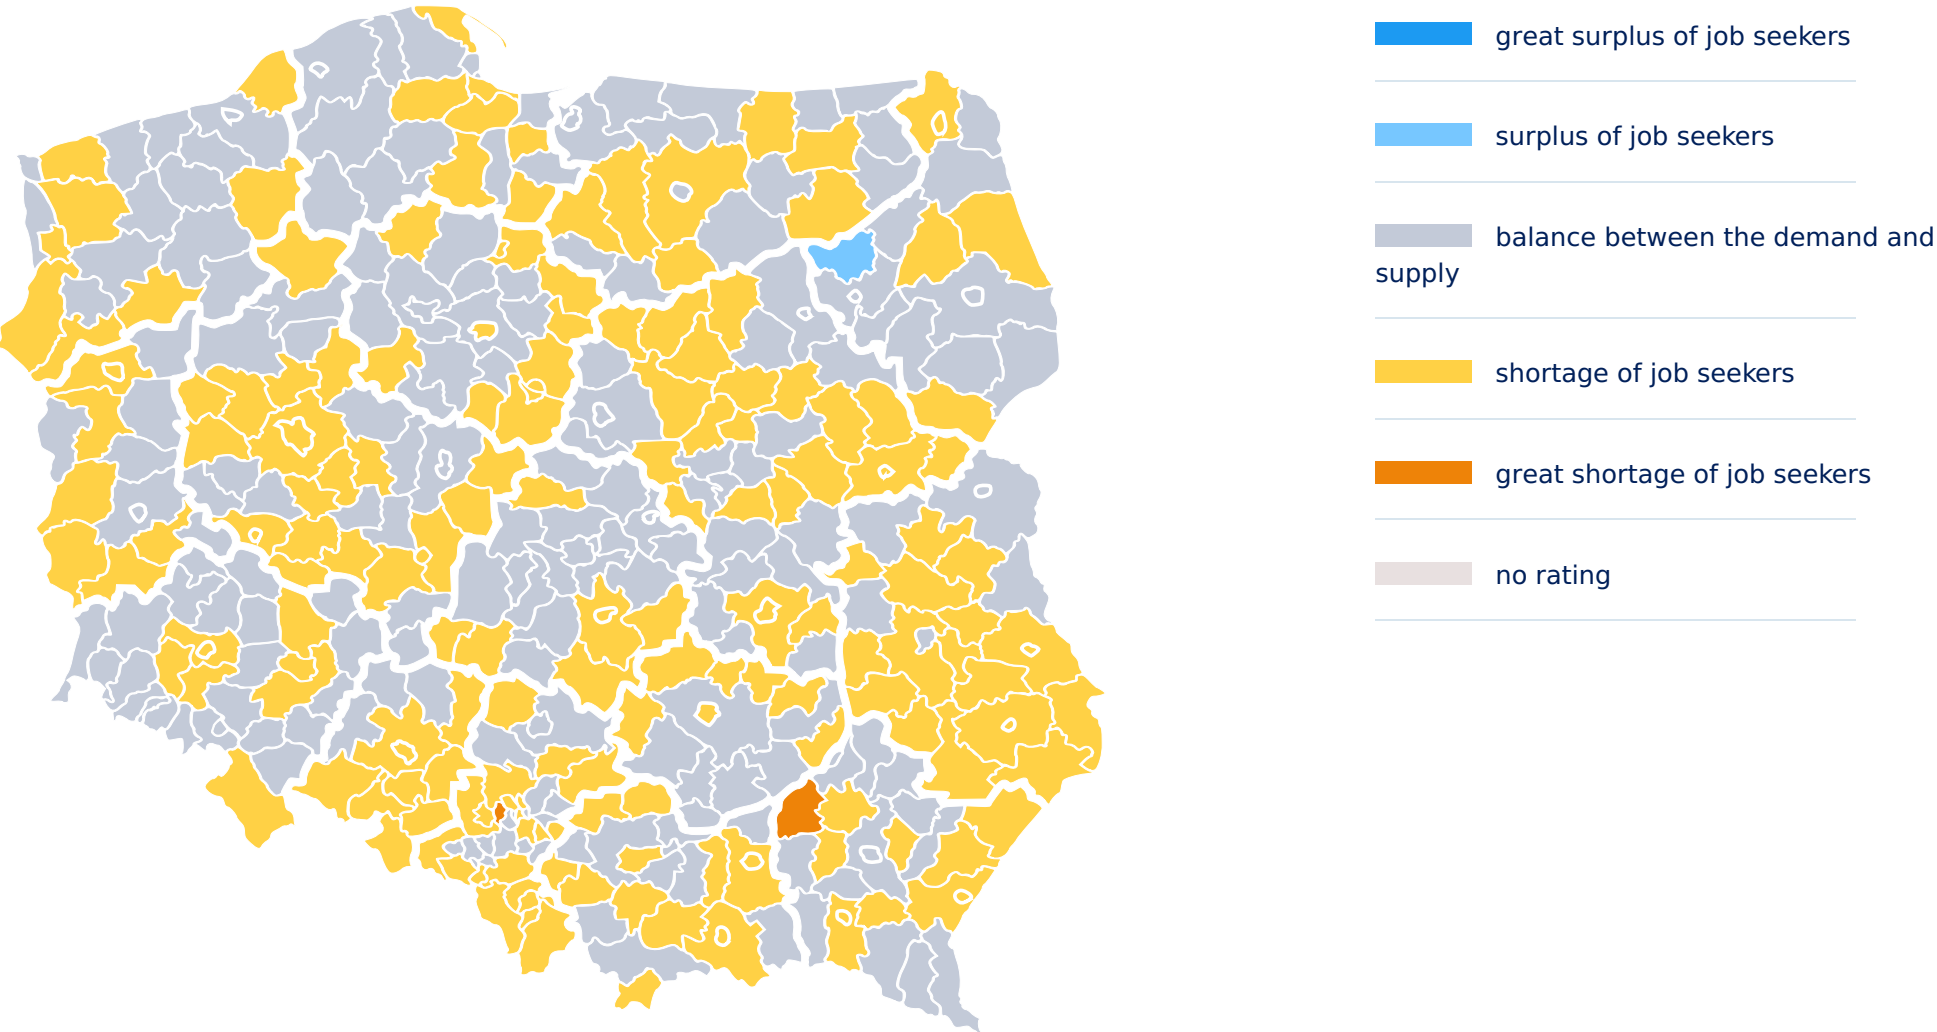 great surplus of job seekers
surplus of job seekers
balance between the demand and
supply
shortage of job seekers
great shortage of job seekers
no rating